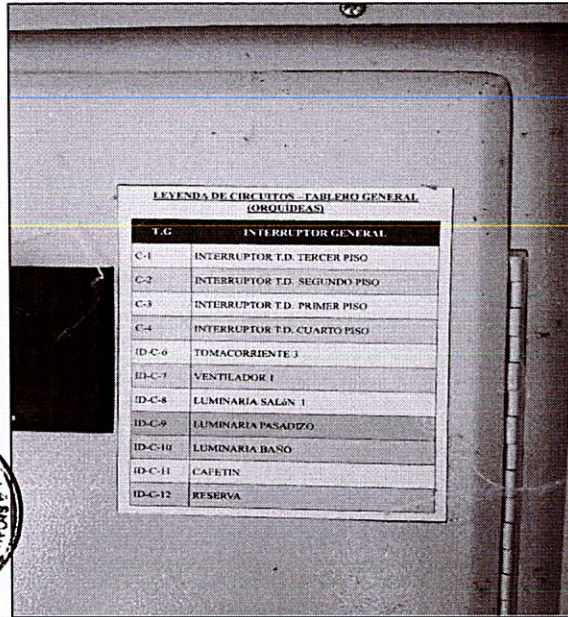 LEYENDA DE CIRCUITOS - TABLERO GENERAL
(ORQUÍDEAS)
T.G INTERRUPTOR GENERAL
C-1 INTERRUPTOR T.D. TERCER PISO
C-2 INTERRUPTOR T.D. SEGUNDO PISO
C-3 INTERRUPTOR T.D. PRIMER PISO
C-4 INTERRUPTOR T.D. CUARTO PISO
ID-C-6 TOMACORRIENTE 3
ID-C-7 VENTILADOR 1
ID-C-8 LUMINARIA SALÓN 1
ID-C-9 LUMINARIA PASADIZO
ID-C-10 LUMINARIA BAÑO
ID-C-11 CAFETIN
ID-C-12 RESERVA